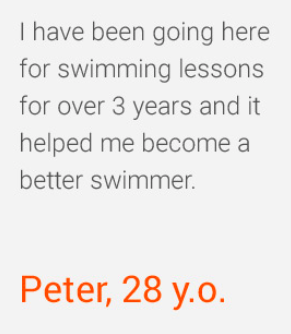 I have been going here
for swimming lessons
for over 3 years and it
helped me become a
better swimmer.
Peter, 28 y.o.